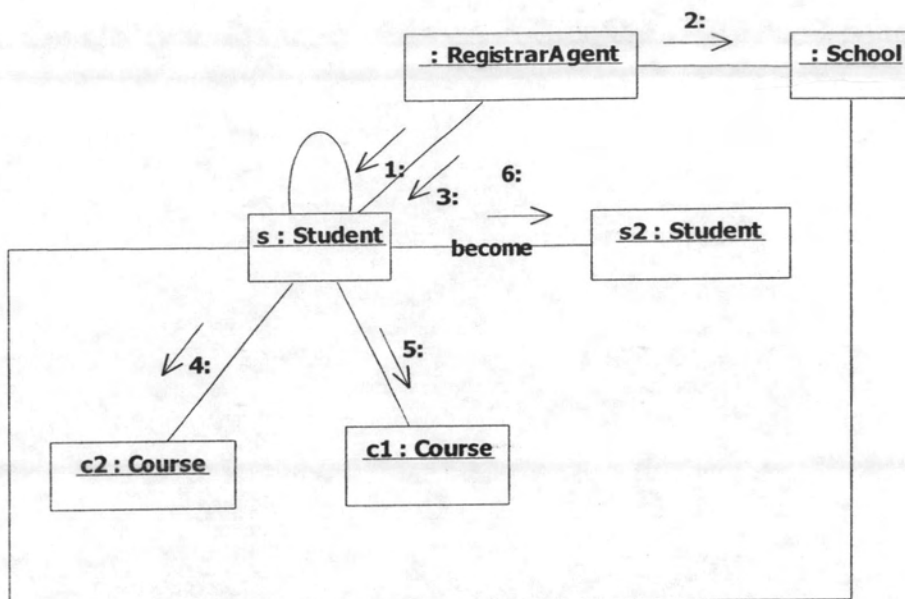 2:
: RegistrarAgent
: School
1:
3:
6:
s : Student
s2 : Student
become
4:
5:
c2 : Course
c1 : Course